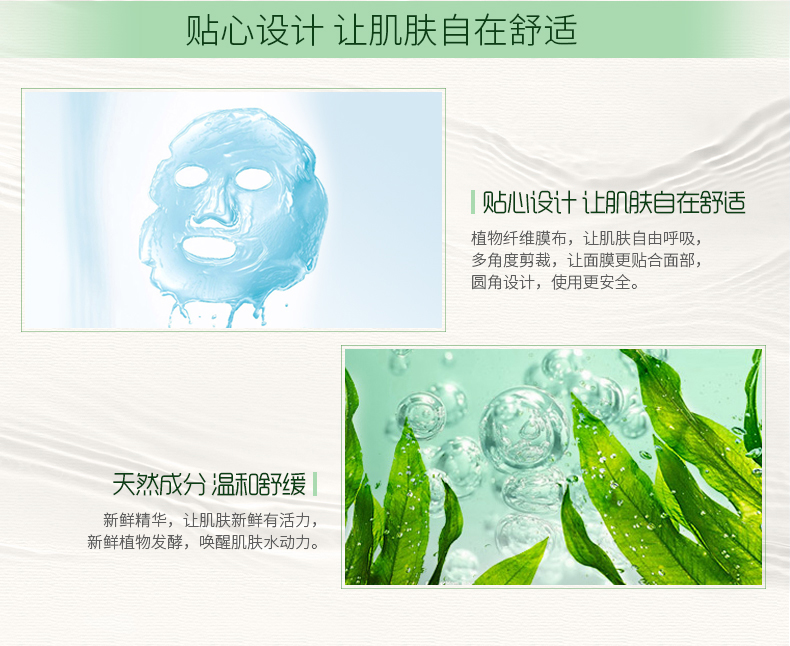 贴心设计 让肌肤自在舒适
贴心设计 让肌肤自在舒适
植物纤维膜布，让肌肤自由呼吸，
多角度剪裁，让面膜更贴合面部，
圆角设计，使用更安全。
天然成分 温和舒缓
新鲜精华，让肌肤新鲜有活力，
新鲜植物发酵，唤醒肌肤水动力。